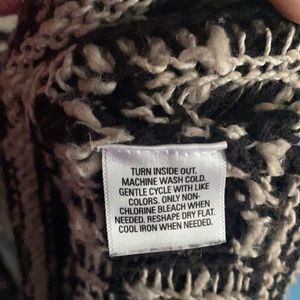 TURN INSIDE OUT.
MACHINE WASH COLD.
GENTLE CYCLE WITH LIKE
COLORS. ONLY NON-
CHLORINE BLEACH WHEN
NEEDED. RESHAPE DRY FLAT.
COOL IRON WHEN NEEDED.